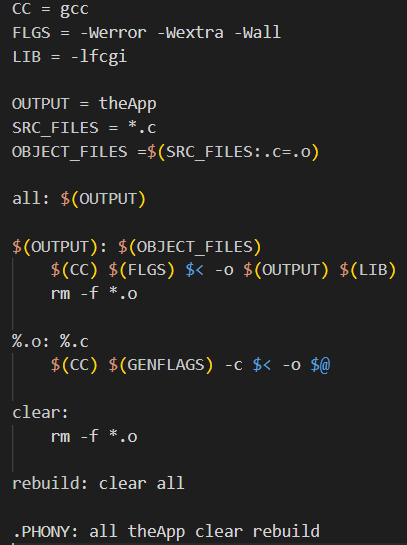 CC = gcc
FLGS = -Werror -Wextra -Wall
LIB = -lfcgi
OUTPUT = theApp
SRC_FILES = *.c
OBJECT_FILES =$(SRC_FILES:.c=.o)
all: $(OUTPUT)
$(OUTPUT): $(OBJECT_FILES)
$(CC) $(FLGS) $< -o $(OUTPUT) $(LIB)
rm -f *.o
%.o: %.c
$(CC) $(GENFLAGS) -c $< -o $@
clear:
rm -f *.o
rebuild: clear all
.PHONY: all theApp clear rebuild